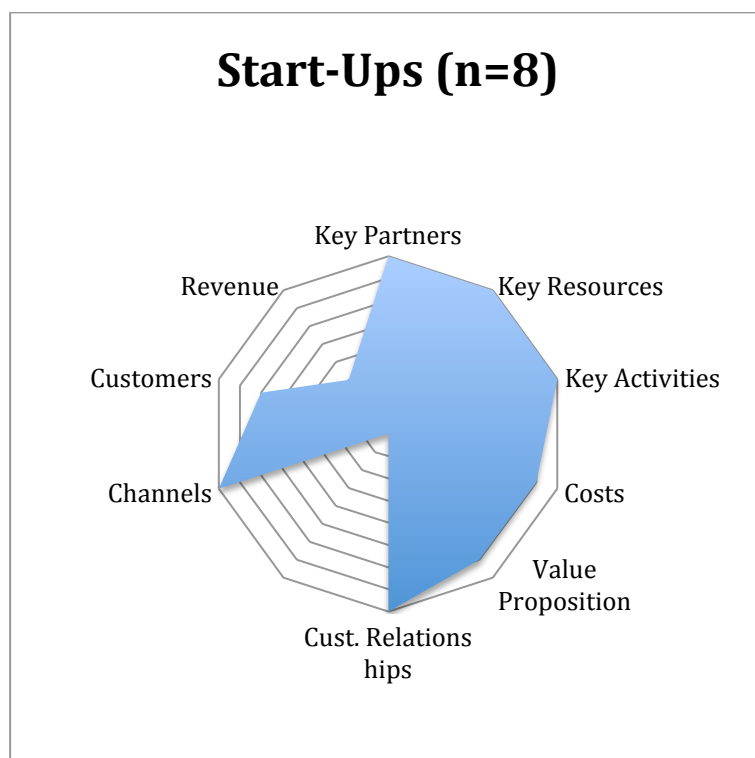 Start-Ups (n=8)
Key Partners
Revenue
Key Resources
Customers
Key Activities
Channels
Costs
Value
Proposition
Cust. Relations
hips